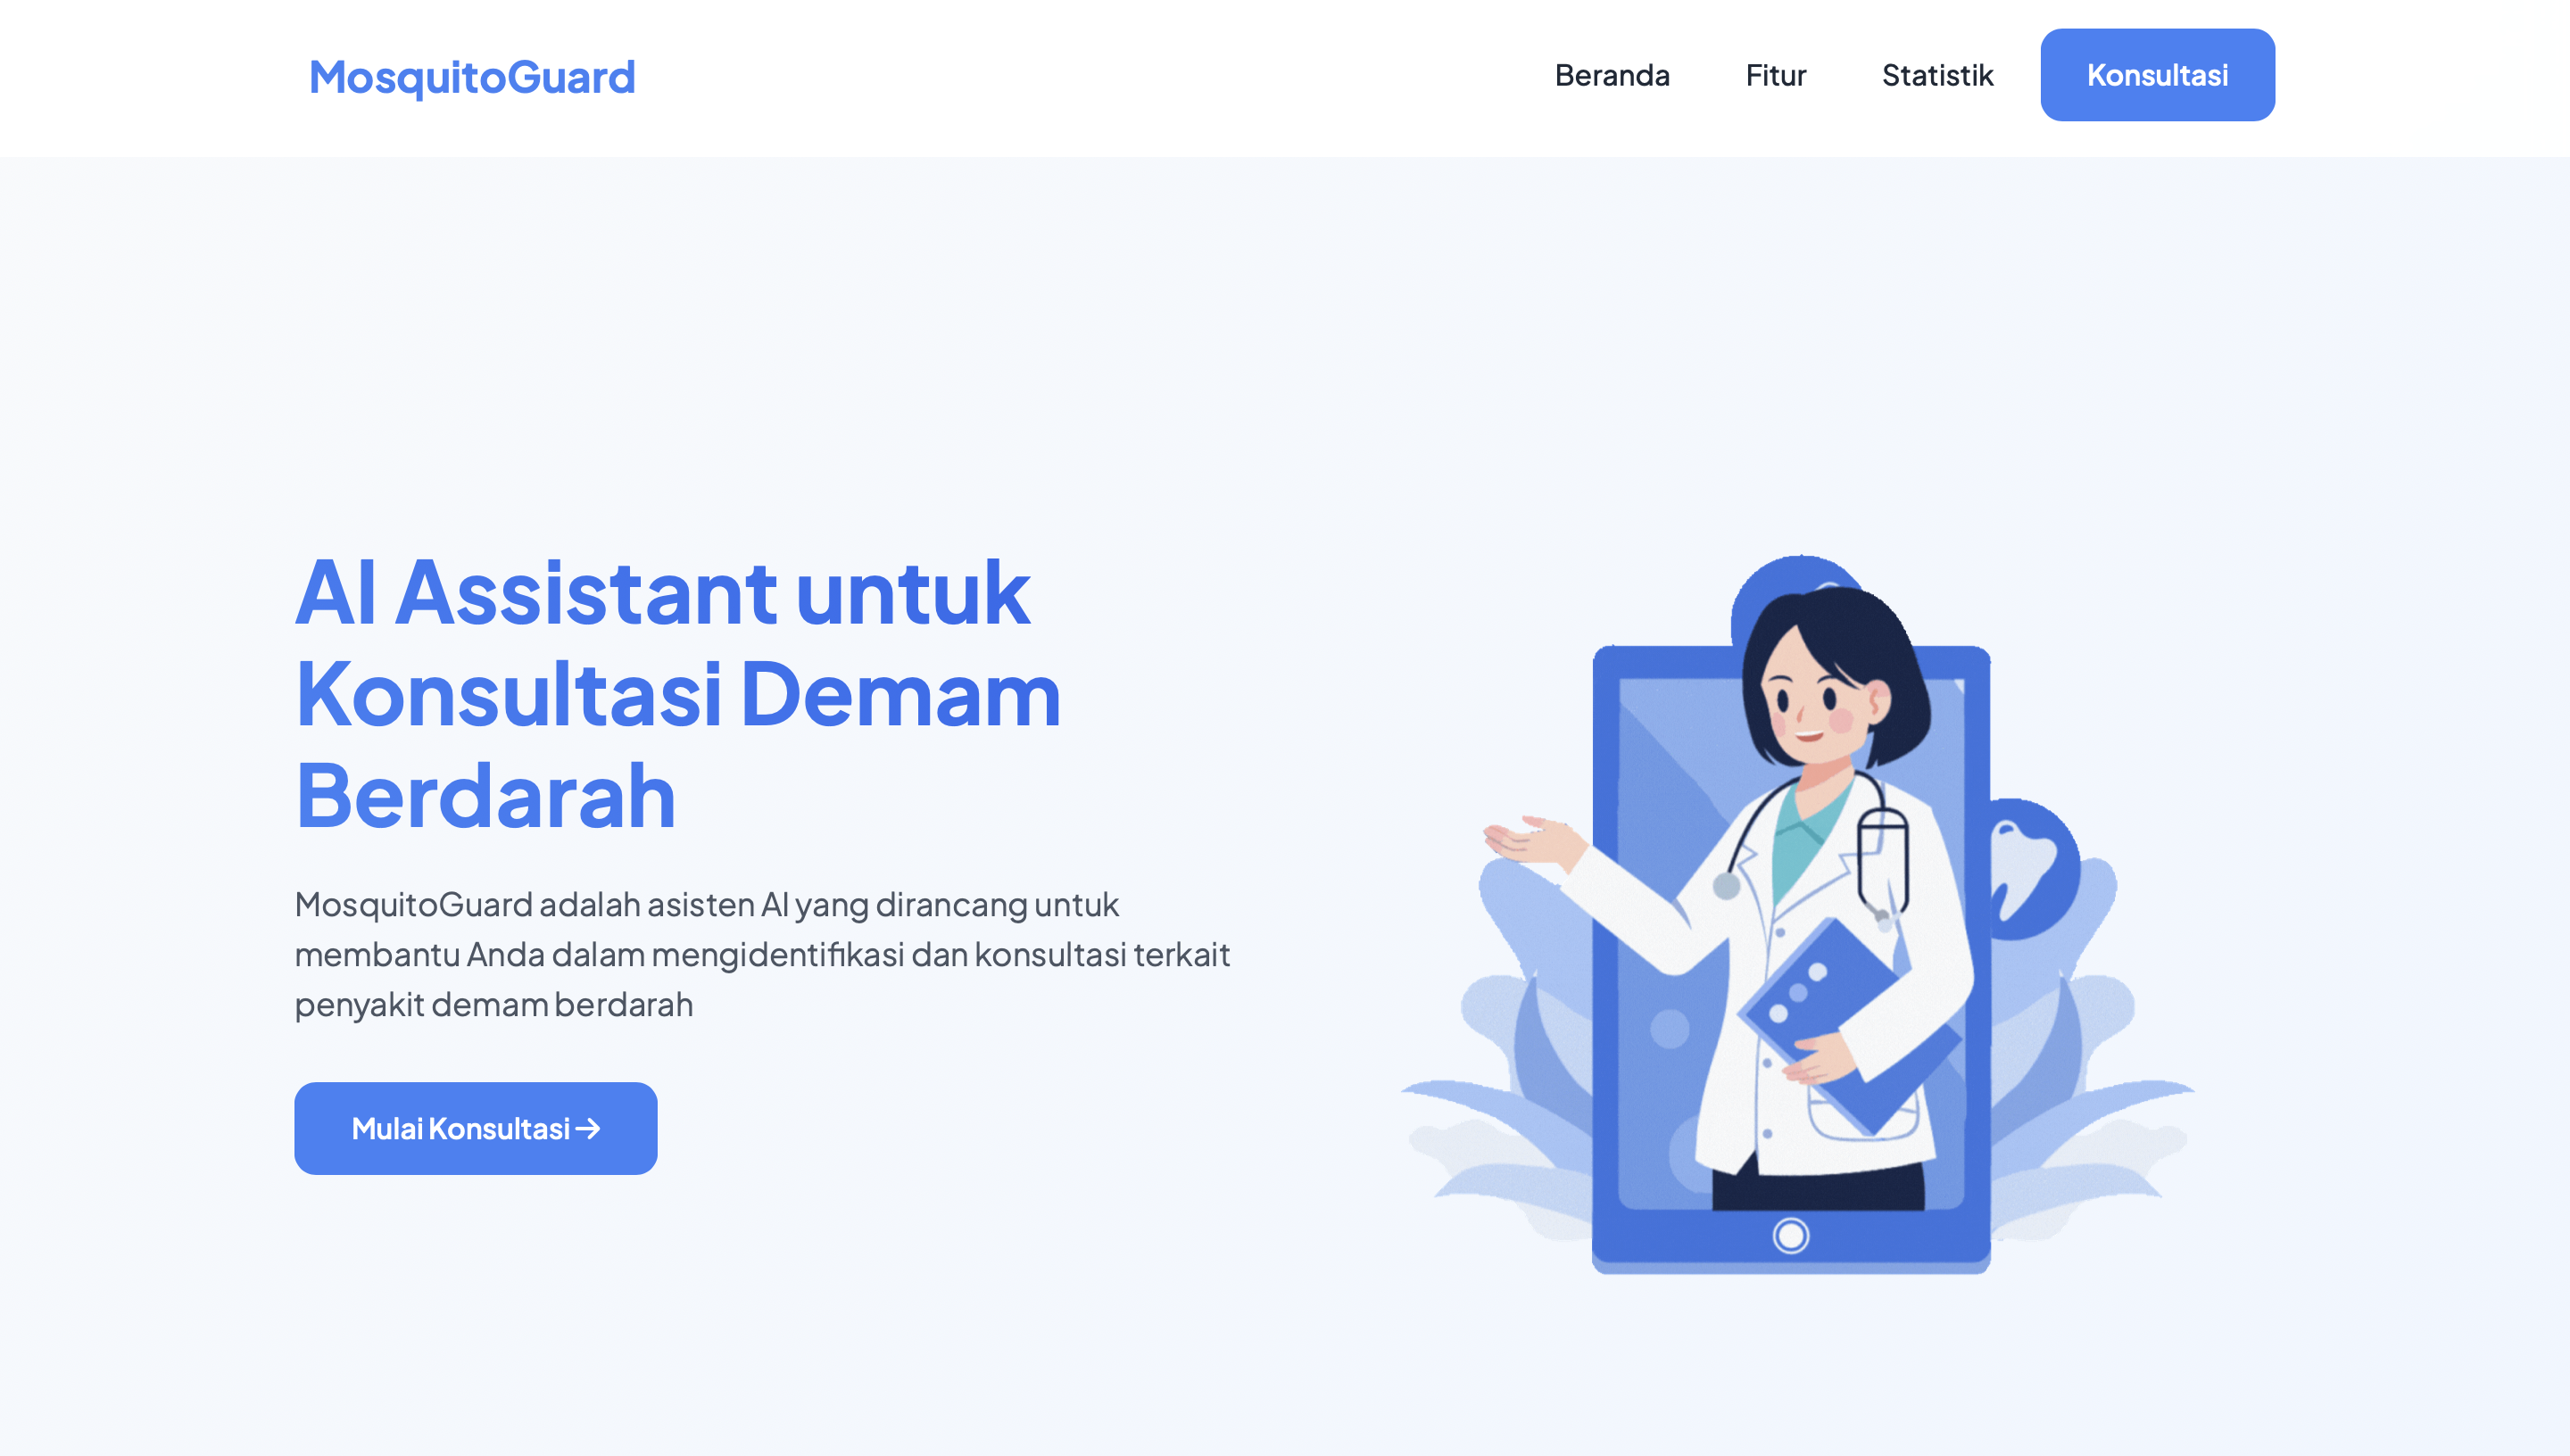 MosquitoGuard
Beranda
Fitur
Statistik
Konsultasi
AI Assistant untuk
Konsultasi Demam
Berdarah
MosquitoGuard adalah asisten AI yang dirancang untuk
membantu Anda dalam mengidentifikasi dan konsultasi terkait
penyakit demam berdarah
Mulai Konsultasi →